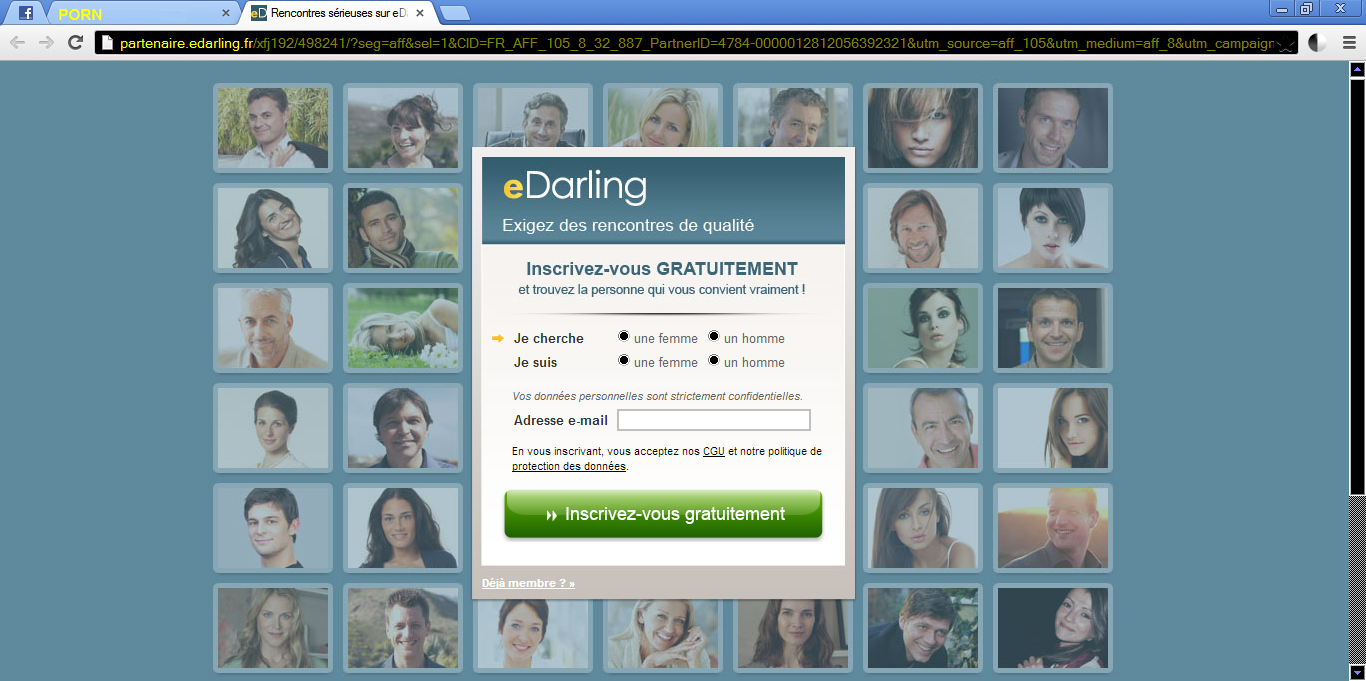 PORN
Rencontres sérieuses sur eDa
partenaire.edarling.fr/xfj192/498241/?seg=aff&sel=1&CID=FR_AFF_105_8_32_887_PartnerID=4784-0000012812056392321&utm_source=aff_105&utm_medium=aff_8&utm_campaign
eDarling
Exigez des rencontres de qualité
Inscrivez-vous GRATUITEMENT
et trouvez la personne qui vous convient vraiment !
Je cherche une femme un homme
Je suis une femme un homme
Vos données personnelles sont strictement confidentielles.
Adresse e-mail
En vous inscrivant, vous acceptez nos CGU et notre politique de
protection des données.
Inscrivez-vous gratuitement
Déjà membre ? »